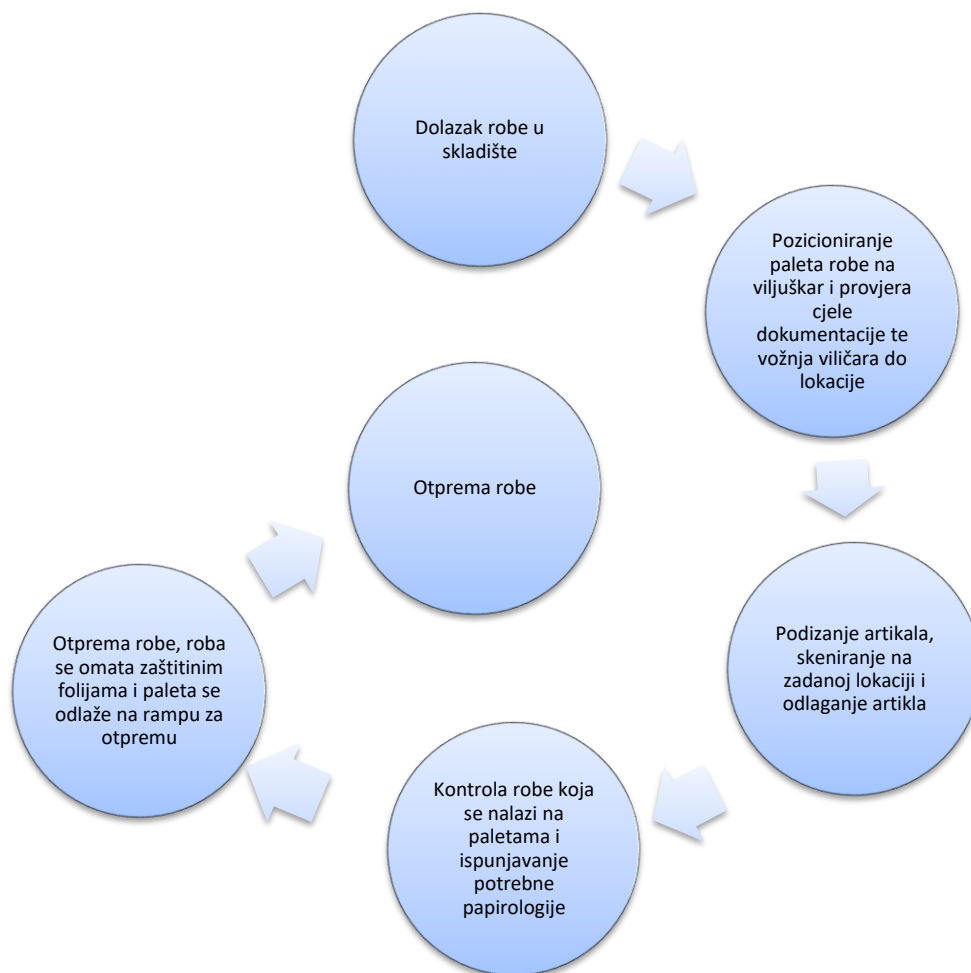 Dolazak robe u
skladište
Pozicioniranje
paleta robe na
viljuškar i provjera
cjele
dokumentacije te
vožnja viličara do
lokacije
Podizanje artikala,
skeniranje na
zadanoj lokaciji i
odlaganje artikla
Kontrola robe koja
se nalazi na
paletama i
ispunjavanje
potrebne
papirologije
Otprema robe, roba
se omata zaštitinim
folijama i paleta se
odlaže na rampu za
otpremu
Otprema robe